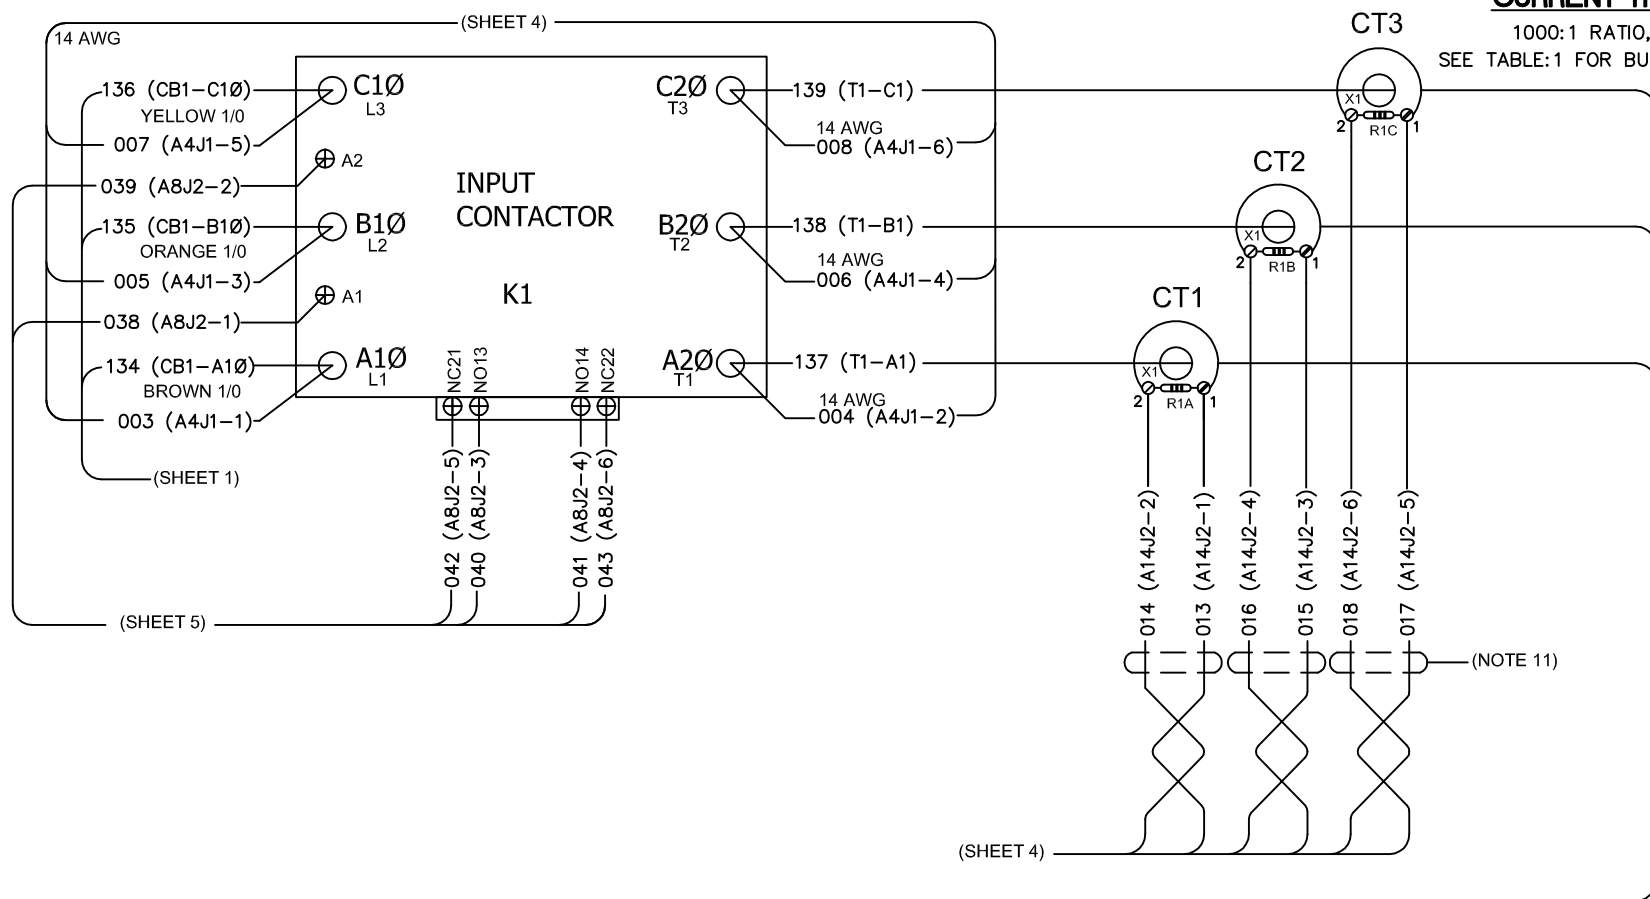 (SHEET 4)
14 AWG
136 (CB1-C1Ø)
YELLOW 1/0
007 (A4J1-5)
039 (A8J2-2)
135 (CB1-B1Ø)
ORANGE 1/0
005 (A4J1-3)
038 (A8J2-1)
134 (CB1-A1Ø)
BROWN 1/0
003 (A4J1-1)
(SHEET 1)
C1Ø
L3
A2
B1Ø
L2
A1
A1Ø
L1
INPUT
CONTACTOR
K1
C2Ø
T3
B2Ø
T2
A2Ø
T1
NC21
NO13
NO14
NC22
042 (A8J2-5)
040 (A8J2-3)
041 (A8J2-4)
043 (A8J2-6)
(SHEET 5)
139 (T1-C1)
14 AWG
008 (A4J1-6)
138 (T1-B1)
14 AWG
006 (A4J1-4)
137 (T1-A1)
14 AWG
004 (A4J1-2)
CT3
X1
2
R1C
1
CT2
X1
2
R1B
1
CT1
X1
2
R1A
1
1000:1 RATIO,
SEE TABLE:1 FOR BU
014 (A14J2-2)
013 (A14J2-1)
016 (A14J2-4)
015 (A14J2-3)
018 (A14J2-6)
017 (A14J2-5)
(NOTE 11)
(SHEET 4)